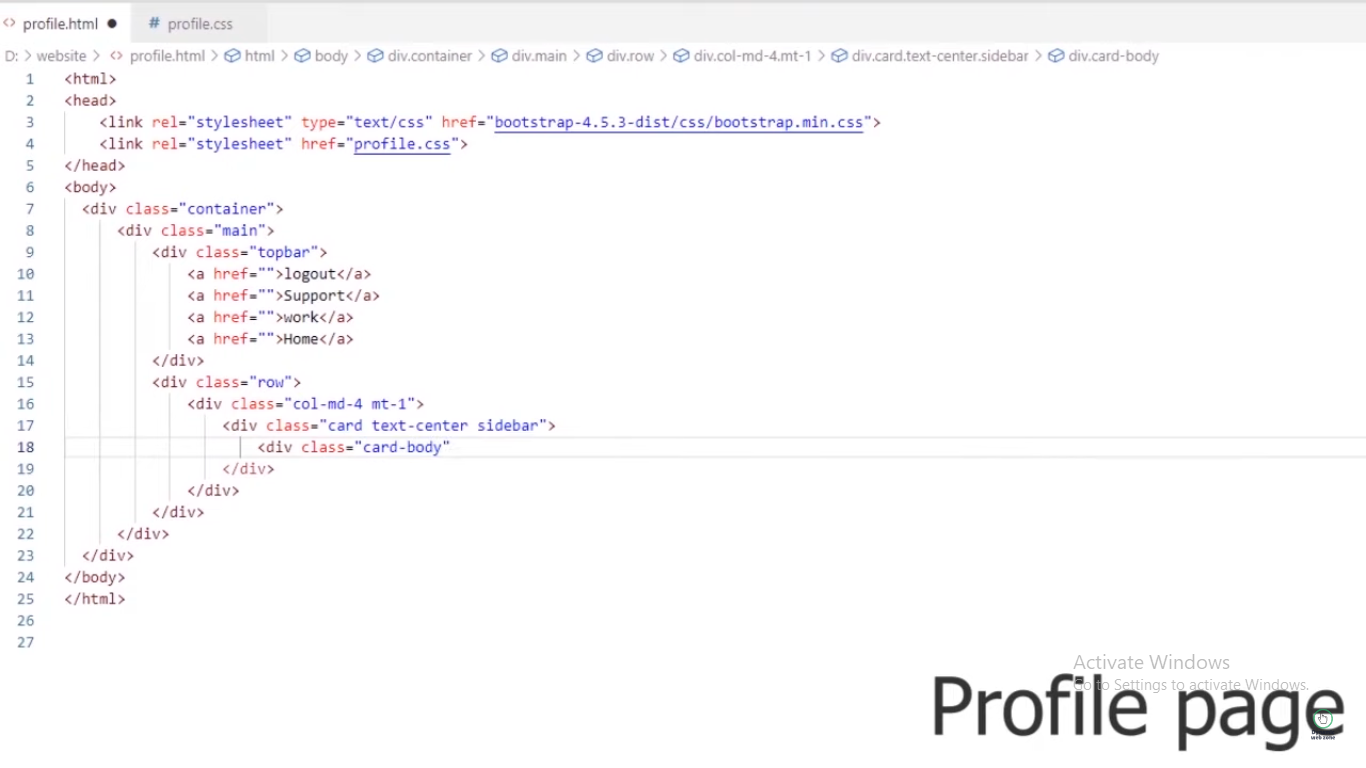 profile.html ● # profile.css
D: > website > <> profile.html > html > body > div.container > div.main > div.row > div.col-md-4.mt-1 > div.card.text-center.sidebar > div.card-body
1 <html>
2 <head>
3 <link rel="stylesheet" type="text/css" href="bootstrap-4.5.3-dist/css/bootstrap.min.css">
4 <link rel="stylesheet" href="profile.css">
5 </head>
6 <body>
7 <div class="container">
8 <div class="main">
9 <div class="topbar">
10 <a href="">logout</a>
11 <a href="">Support</a>
12 <a href="">work</a>
13 <a href="">Home</a>
14 </div>
15 <div class="row">
16 <div class="col-md-4 mt-1">
17 <div class="card text-center sidebar">
18 <div class="card-body"
19 </div>
20 </div>
21 </div>
22 </div>
23 </div>
24 </body>
25 </html>
26
27
Activate Windows
Go to Settings to activate Windows.
Profile page
web zone